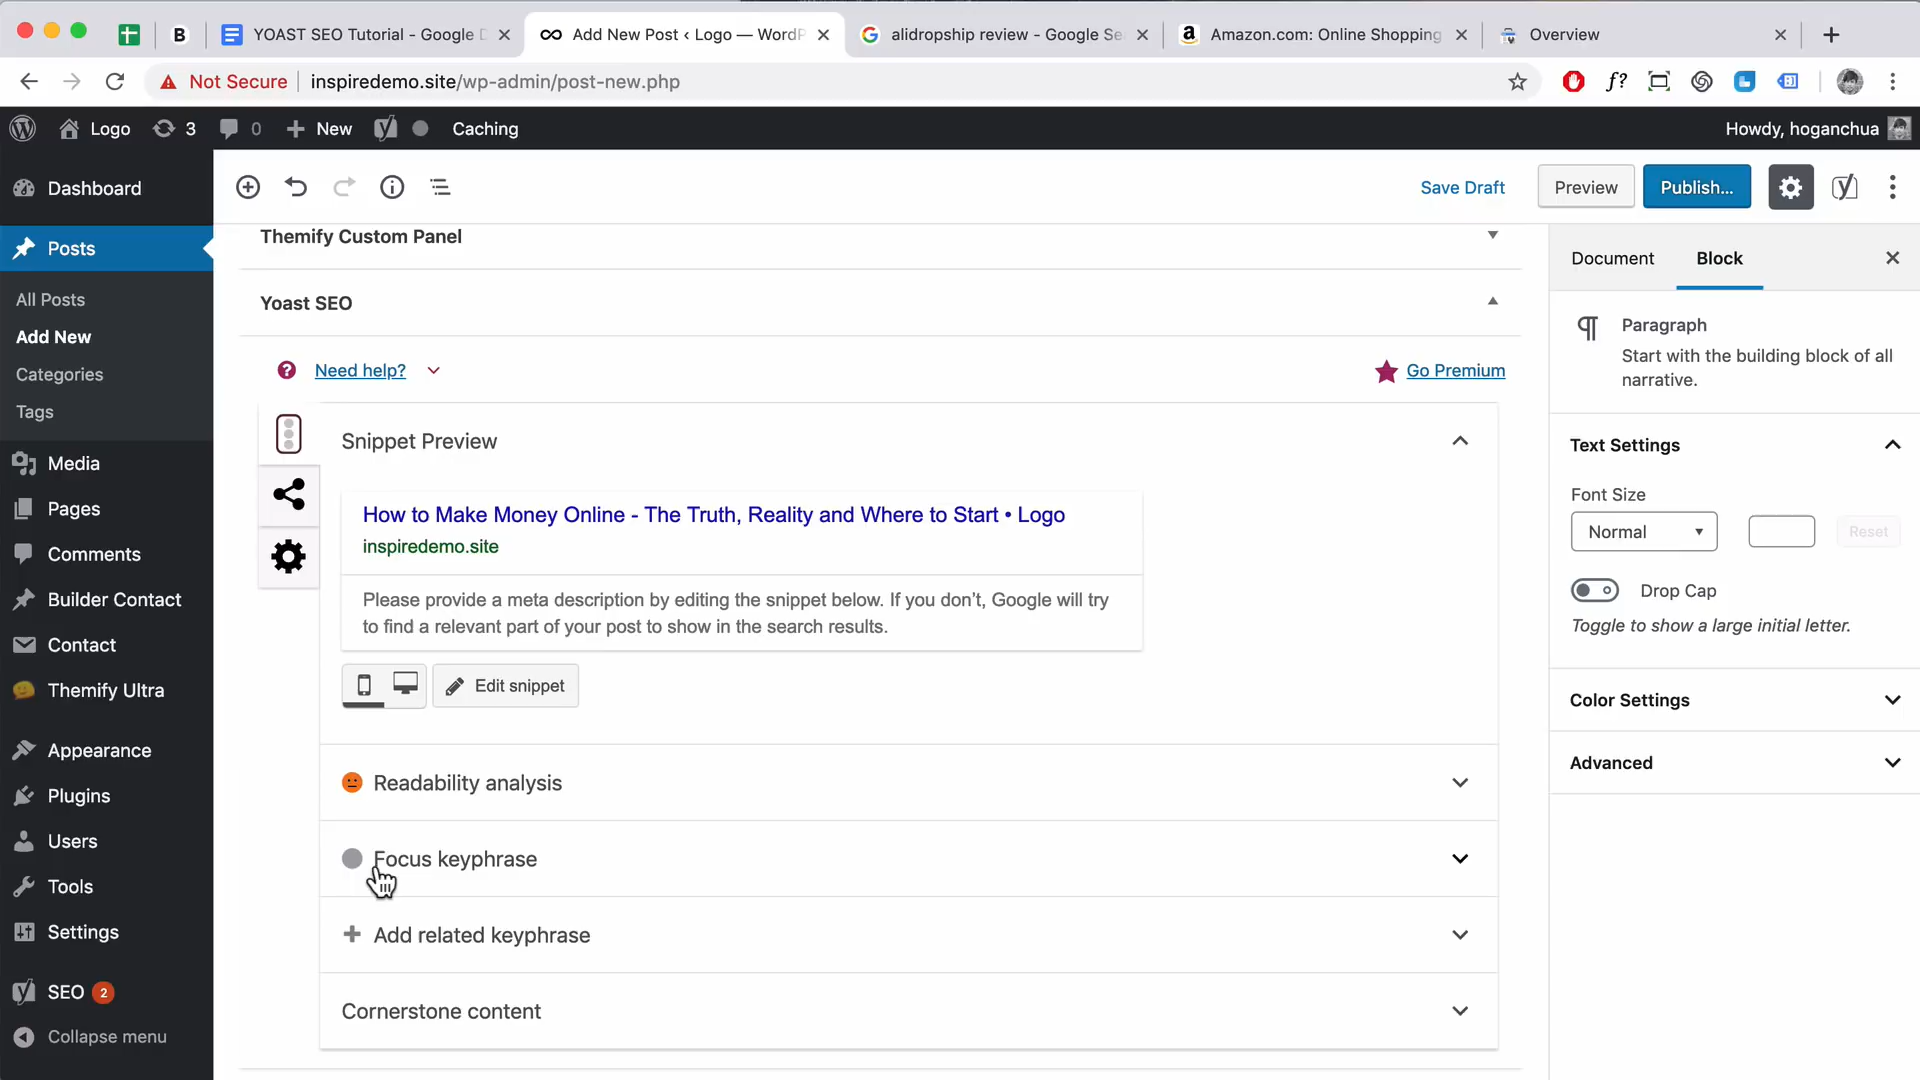 YOAST SEO Tutorial - Google D
Add New Post ‹ Logo — WordP
alidropship review - Google Se
Amazon.com: Online Shopping
Overview
Not Secure
inspiredemo.site/wp-admin/post-new.php
Logo
3
0
New
Caching
Howdy, hoganchua
Dashboard
Posts
All Posts
Add New
Categories
Tags
Media
Pages
Comments
Builder Contact
Contact
Themify Ultra
Appearance
Plugins
Users
Tools
Settings
SEO 2
Collapse menu
Save Draft
Preview
Publish...
Themify Custom Panel
Yoast SEO
Need help?
Go Premium
Snippet Preview
How to Make Money Online - The Truth, Reality and Where to Start • Logo
inspiredemo.site
Please provide a meta description by editing the snippet below. If you don’t, Google will try
to find a relevant part of your post to show in the search results.
Edit snippet
Readability analysis
Focus keyphrase
Add related keyphrase
Cornerstone content
Document
Block
Paragraph
Start with the building block of all
narrative.
Text Settings
Font Size
Normal
Reset
Drop Cap
Toggle to show a large initial letter.
Color Settings
Advanced